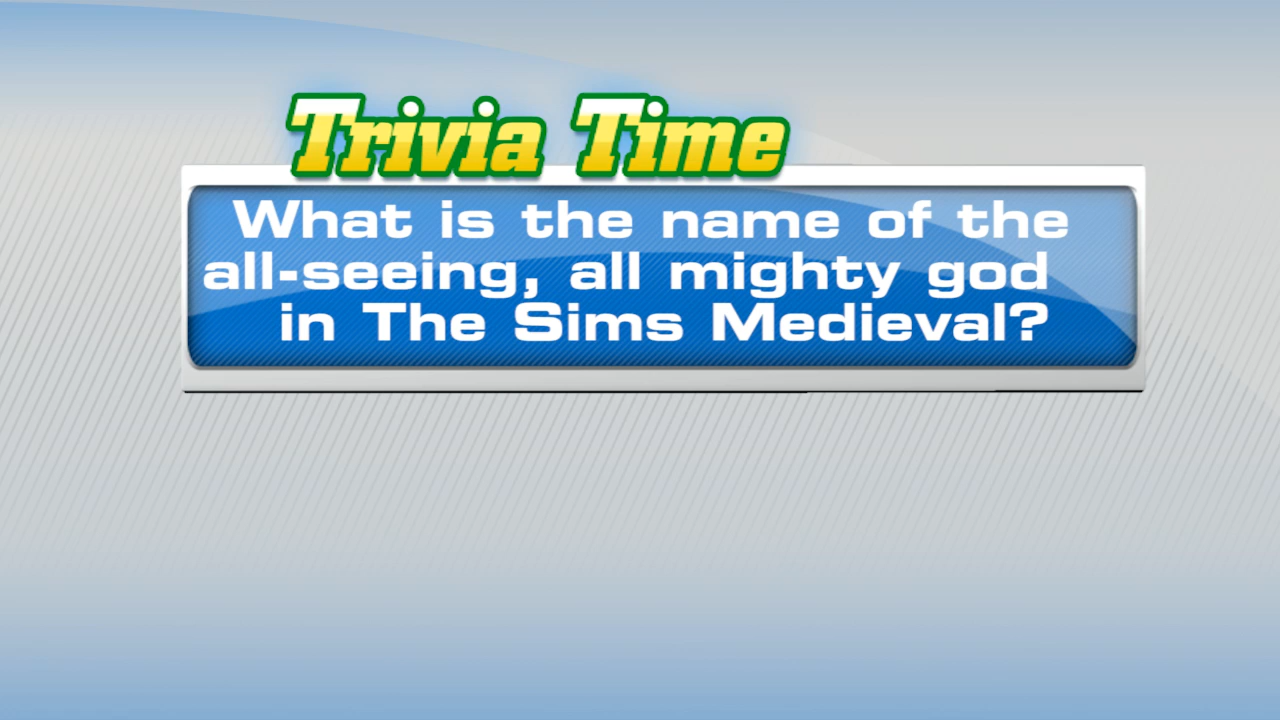 Trivia Time
What is the name of the
all-seeing, all mighty god
in The Sims Medieval?